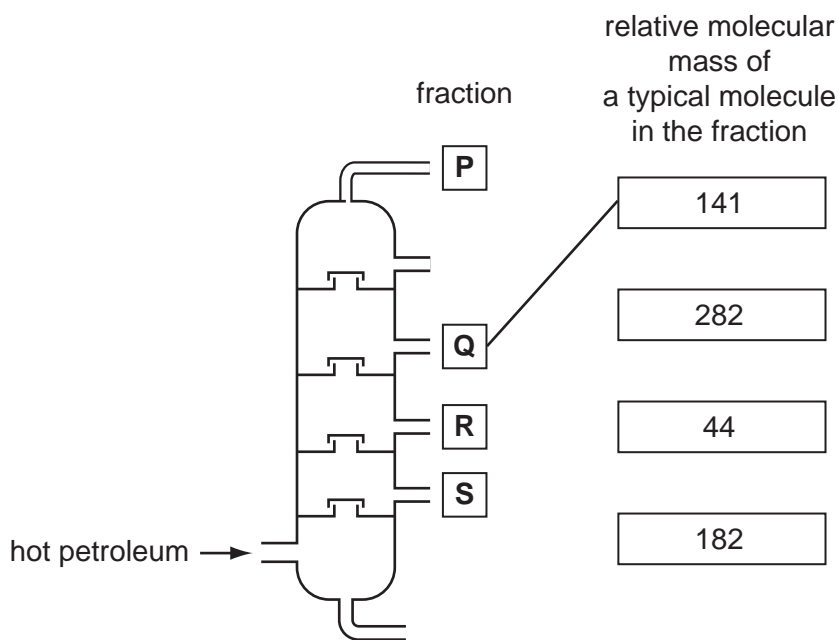 relative molecular
mass of
a typical molecule
in the fraction
fraction
P
141
282
Q
R
44
S
182
hot petroleum